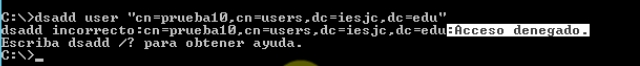 C:\>dsadd user "cn=prueba10,cn=users,dc=iesjc,dc=edu"
dsadd incorrecto:cn=prueba10,cn=users,dc=iesjc,dc=edu:Acceso denegado.
Escriba dsadd /? para obtener ayuda.
C:\>_